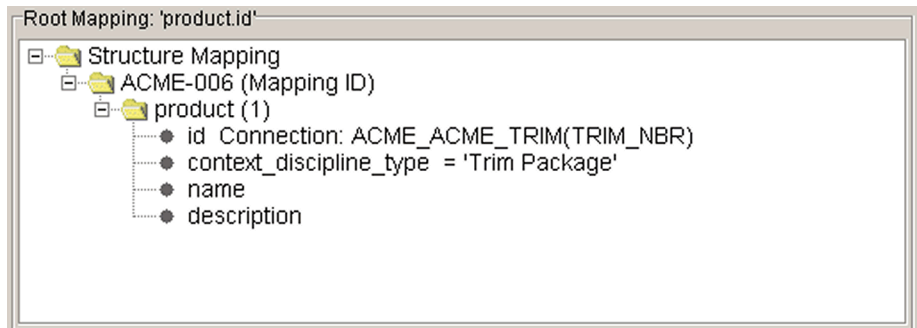 Root Mapping: 'product.id'
Structure Mapping
ACME-006 (Mapping ID)
product (1)
id Connection: ACME_ACME_TRIM(TRIM_NBR)
context_discipline_type = 'Trim Package'
name
description